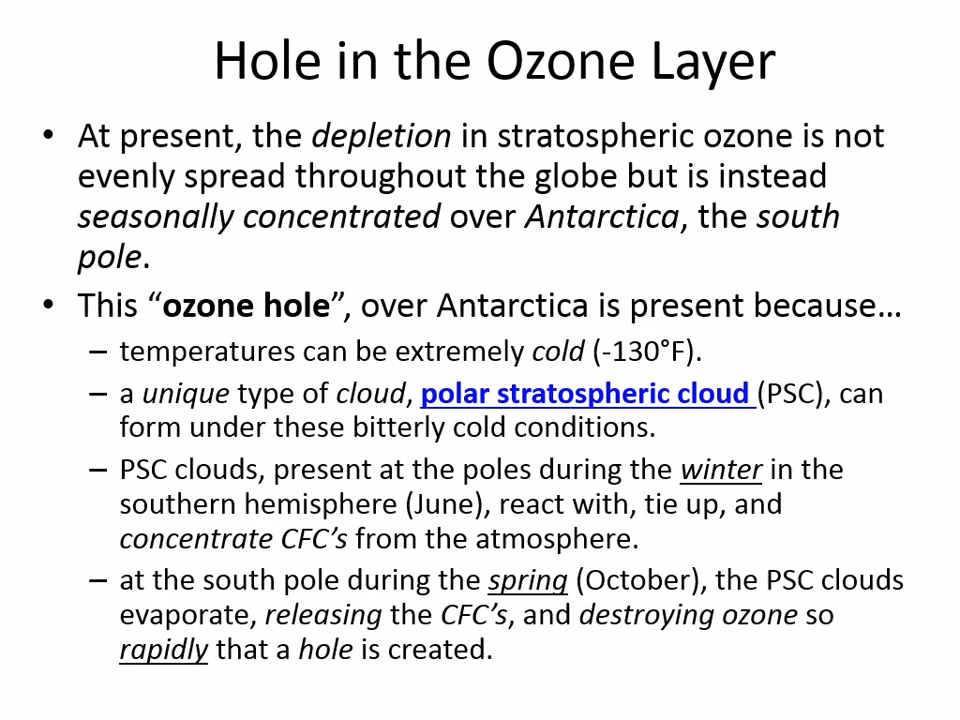 Hole in the Ozone Layer
• At present, the depletion in stratospheric ozone is not
evenly spread throughout the globe but is instead
seasonally concentrated over Antarctica, the south
pole.
• This “ozone hole”, over Antarctica is present because…
– temperatures can be extremely cold (-130°F).
– a unique type of cloud, polar stratospheric cloud (PSC), can
form under these bitterly cold conditions.
– PSC clouds, present at the poles during the winter in the
southern hemisphere (June), react with, tie up, and
concentrate CFC’s from the atmosphere.
– at the south pole during the spring (October), the PSC clouds
evaporate, releasing the CFC’s, and destroying ozone so
rapidly that a hole is created.